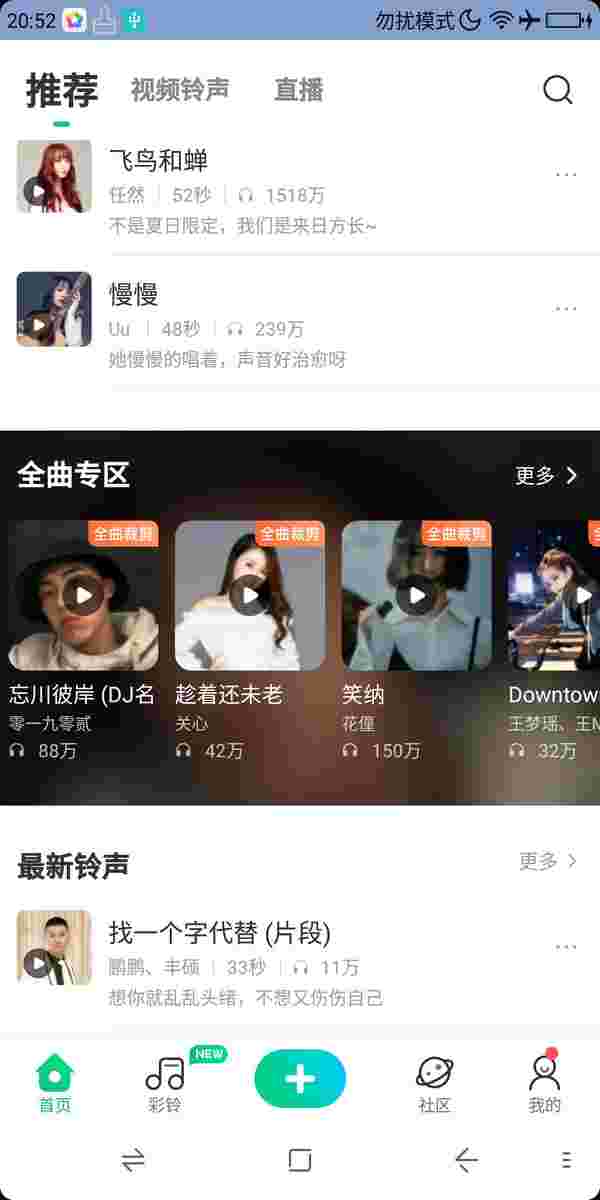 20:52 勿扰模式
推荐 视频铃声 直播
飞鸟和蝉
任然 52秒 1518万
不是夏日限定，我们是来日方长~
慢慢
Uu 48秒 239万
她慢慢的唱着，声音好治愈呀
全曲专区 更多
全曲裁剪 全曲裁剪 全曲裁剪
忘川彼岸 (DJ名 趁着还未老 笑纳 Downtow
零一九零贰 关心 花僮 王梦瑶、王M
88万 42万 150万 32万
最新铃声 更多
找一个字代替 (片段)
鹏鹏、丰硕 33秒 11万
想你就乱乱头绪，不想又伤伤自己
NEW
首页 彩铃 社区 我的